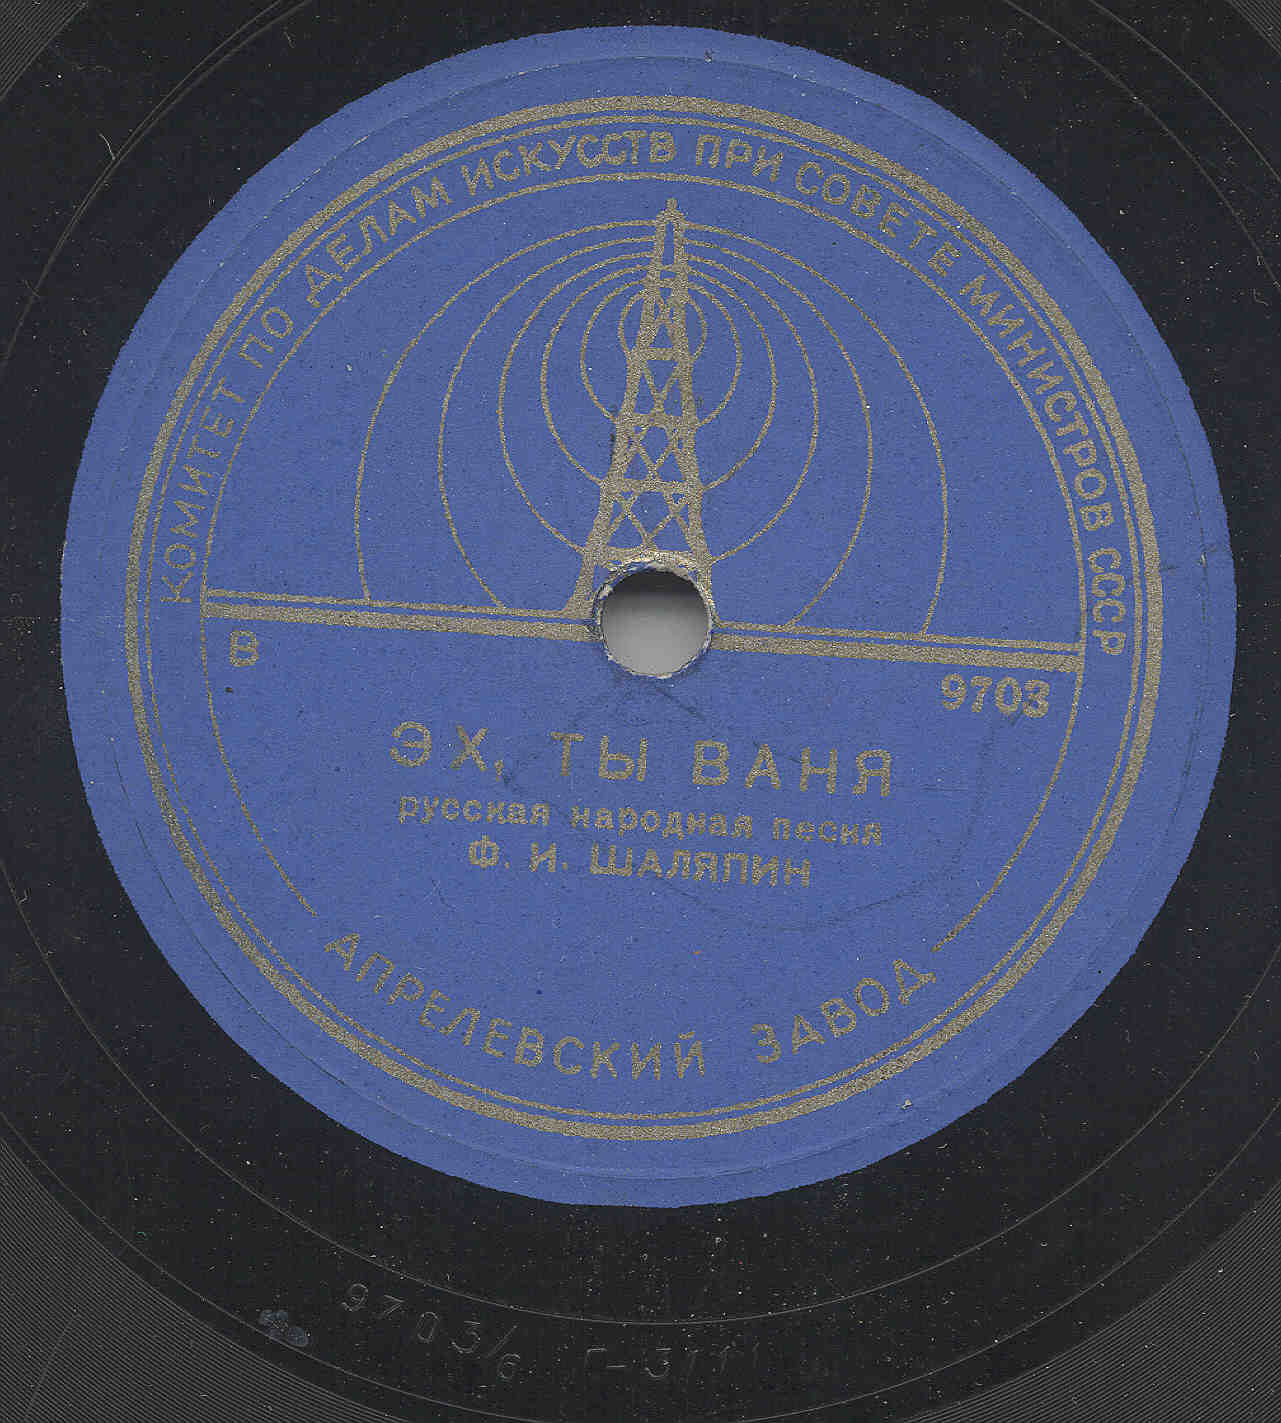 КОМИТЕТ ПО ДЕЛАМ ИСКУССТВ ПРИ СОВЕТЕ МИНИСТРОВ СССР
В
9703
ЭХ, ТЫ ВАНЯ
русская народная песня
Ф. И. ШАЛЯПИН
АПРЕЛЕВСКИЙ ЗАВОД
9703/6